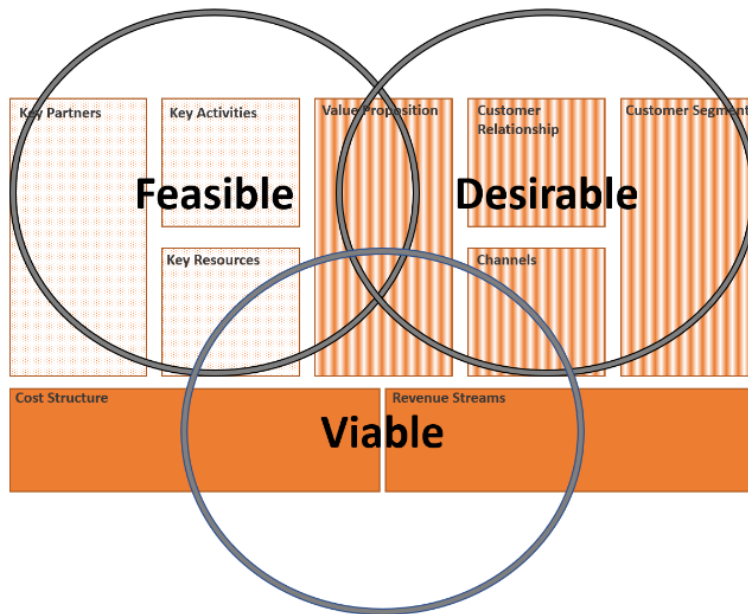 Key Partners
Key Activities
Value Proposition
Customer
Relationship
Customer Segment
Feasible
Desirable
Key Resources
Channels
Cost Structure
Revenue Streams
Viable